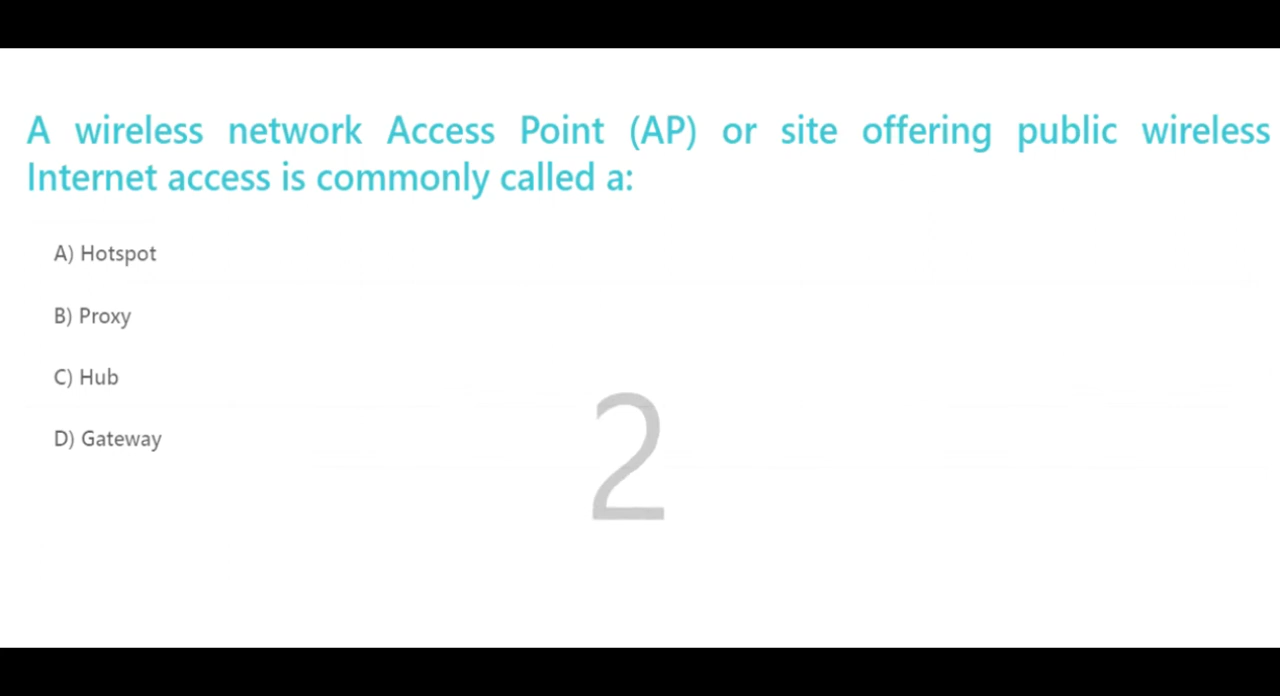 A wireless network Access Point (AP) or site offering public wireless
Internet access is commonly called a:
A) Hotspot
B) Proxy
C) Hub
D) Gateway
2